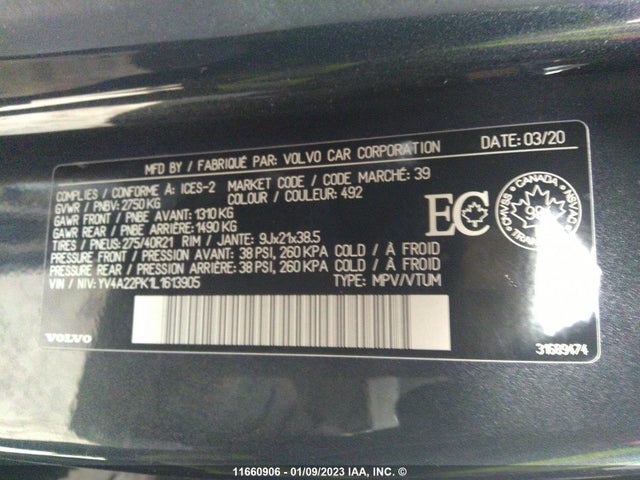 MFD BY / FABRIQUÉ PAR: VOLVO CAR CORPORATION DATE: 03/20
COMPLIES / CONFORME À: ICES-2 MARKET CODE / CODE MARCHÉ: 39
GVWR / PNBV: 2750 KG COLOUR / COULEUR: 492
GAWR FRONT / PNBE AVANT: 1310 KG
GAWR REAR / PNBE ARRIÈRE: 1490 KG
TIRES / PNEUS: 275/40R21 RIM / JANTE: 9Jx21x38.5
PRESSURE FRONT / PRESSION AVANT: 38 PSI, 260 KPA COLD / À FROID
PRESSURE REAR / PRESSION ARRIÈRE: 38 PSI, 260 KPA COLD / À FROID
VIN / NIV: YV4A22PK1L1613905 TYPE: MPV/VTUM
EC
CANADA
CMVSS NSVAC
VOLVO 31689474
11660906 - 01/09/2023 IAA, INC. ©